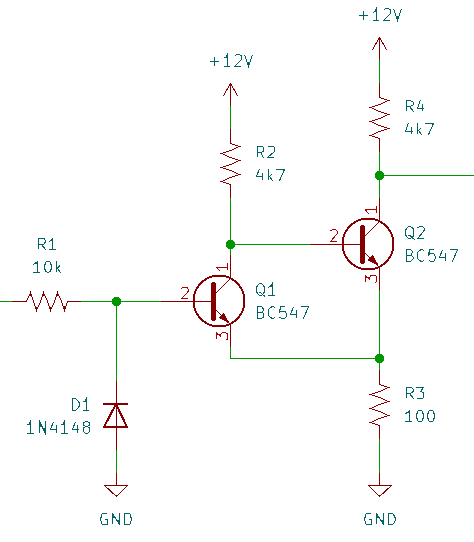 +12V
+12V
R4
4k7
R2
4k7
1
2
Q2
BC547
R1
10k
3
1
2
Q1
BC547
3
R3
100
D1
1N4148
GND
GND